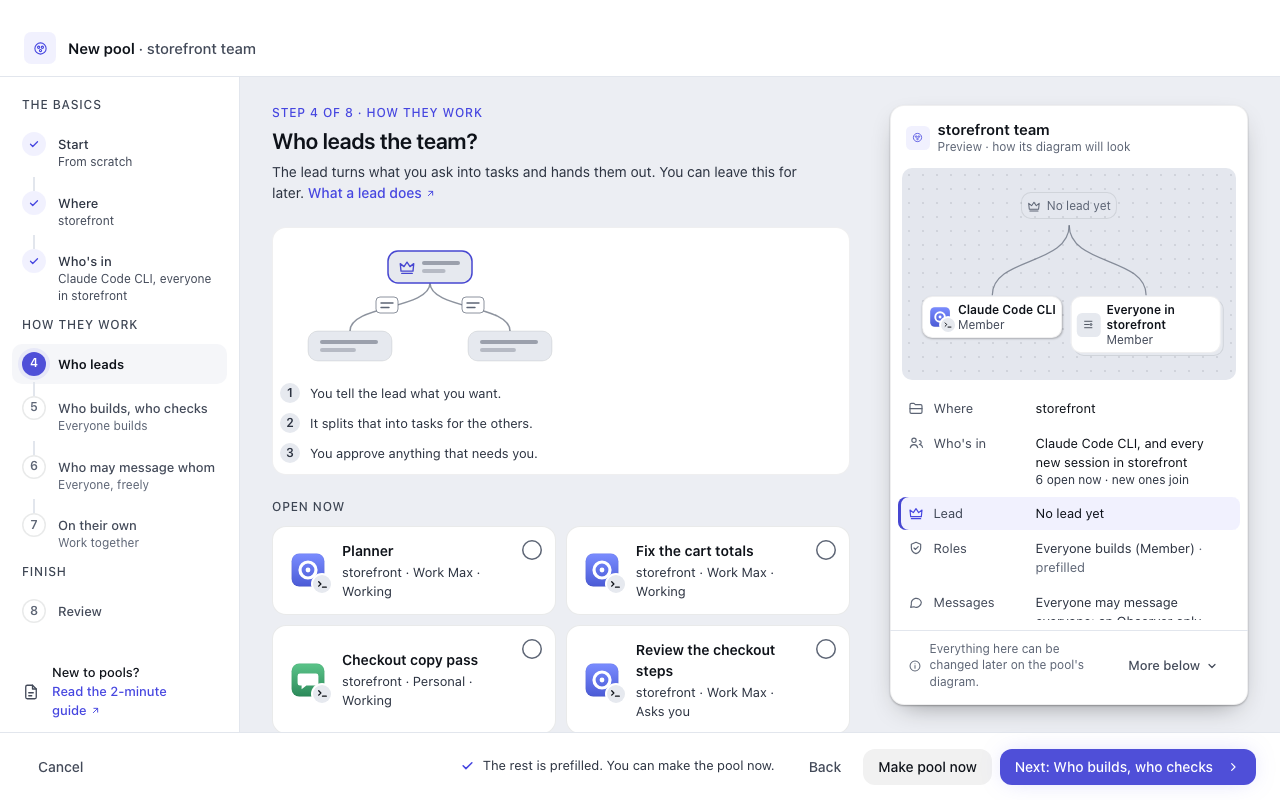 New pool · storefront team
THE BASICS
Start
From scratch
Where
storefront
Who's in
Claude Code CLI, everyone
in storefront
HOW THEY WORK
4 Who leads
5 Who builds, who checks
Everyone builds
6 Who may message whom
Everyone, freely
7 On their own
Work together
FINISH
8 Review
New to pools?
Read the 2-minute
guide ↗
STEP 4 OF 8 · HOW THEY WORK
Who leads the team?
The lead turns what you ask into tasks and hands them out. You can leave this for
later. What a lead does ↗
1 You tell the lead what you want.
2 It splits that into tasks for the others.
3 You approve anything that needs you.
OPEN NOW
Planner
storefront · Work Max ·
Working
Fix the cart totals
storefront · Work Max ·
Working
Checkout copy pass
storefront · Personal ·
Working
Review the checkout
steps
storefront · Work Max ·
Asks you
storefront team
Preview · how its diagram will look
No lead yet
Claude Code CLI
Member
Everyone in
storefront
Member
Where storefront
Who's in Claude Code CLI, and every
new session in storefront
6 open now · new ones join
Lead No lead yet
Roles Everyone builds (Member) ·
prefilled
Messages Everyone may message
Everything here can be
changed later on the pool's
diagram.
More below
Cancel
The rest is prefilled. You can make the pool now.
Back
Make pool now
Next: Who builds, who checks